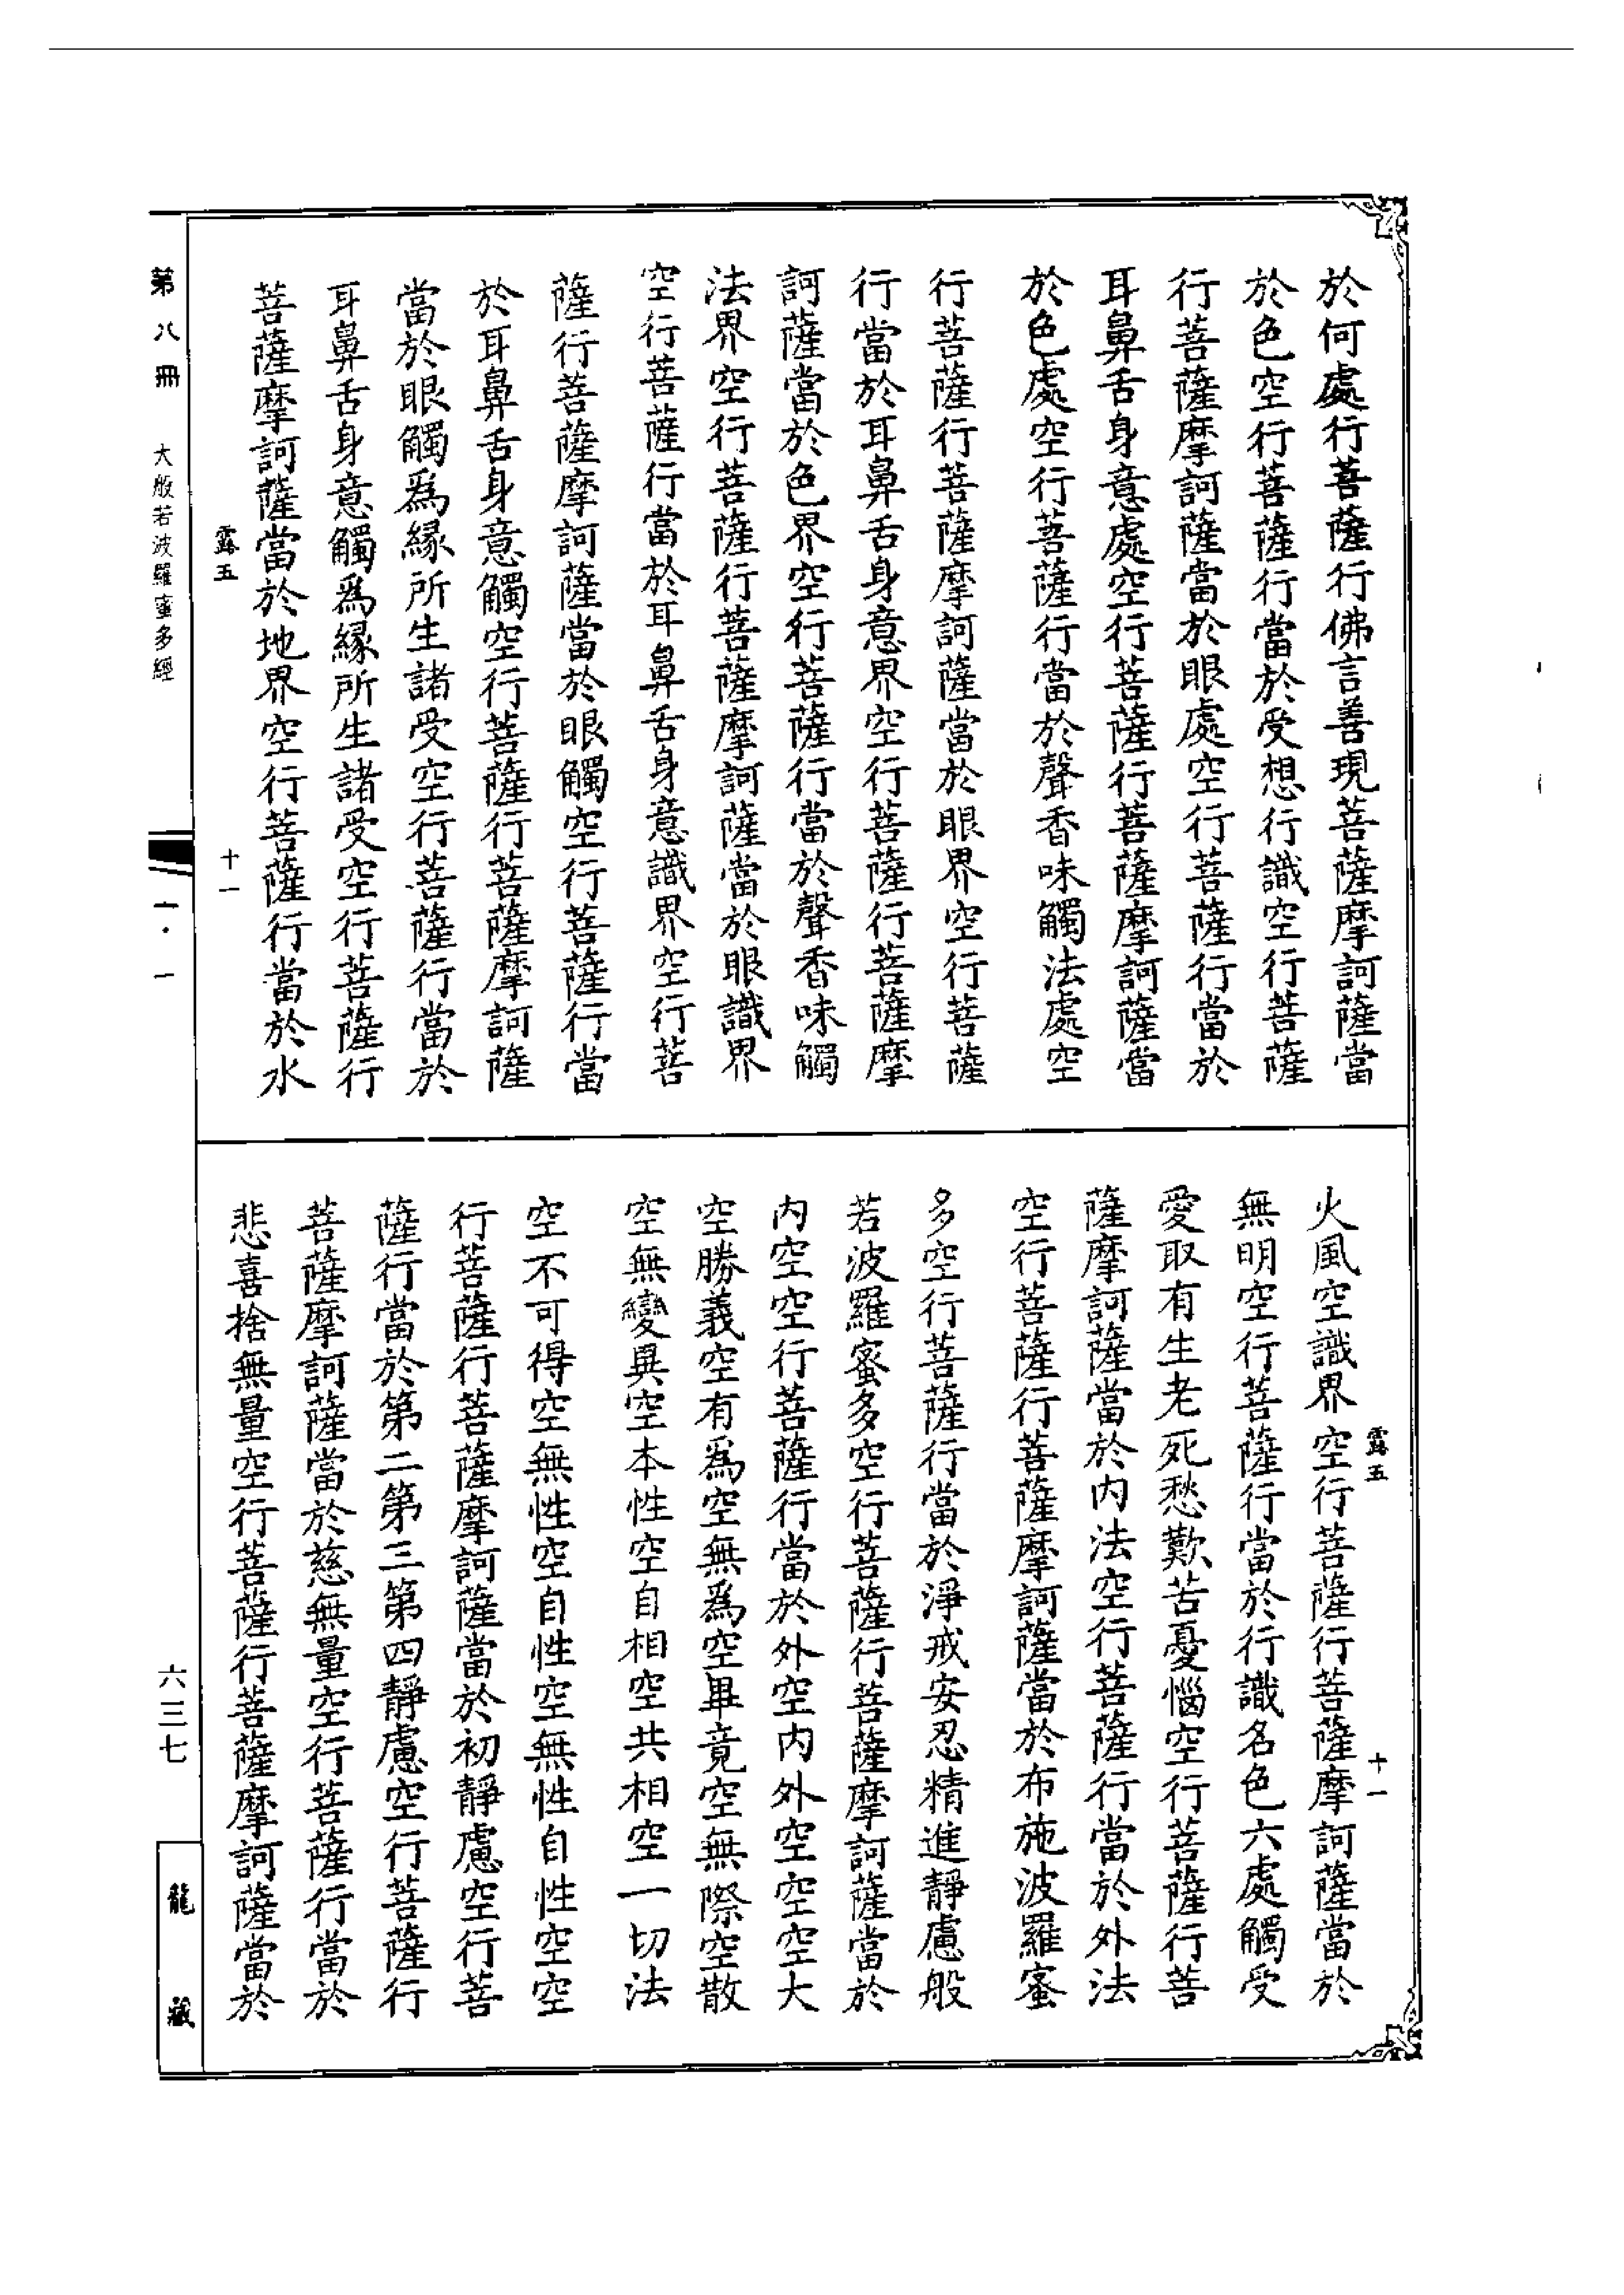 於何處行菩薩行佛言善現菩薩摩訶薩當
於色空行菩薩行當於受想行識空行菩薩
行菩薩摩訶薩當於眼處空行菩薩行當於
耳鼻舌身意處空行菩薩行菩薩摩訶薩當
於色處空行菩薩行當於聲香味觸法處空
行菩薩行菩薩摩訶薩當於眼界空行菩薩
行當於耳鼻舌身意界空行菩薩行菩薩摩
訶薩當於色界空行菩薩行當於聲香味觸
法界空行菩薩行菩薩摩訶薩當於眼識界
空行菩薩行當於耳鼻舌身意識界空行菩
薩行菩薩摩訶薩當於眼觸空行菩薩行當
於耳鼻舌身意觸空行菩薩行菩薩摩訶薩
當於眼觸爲緣所生諸受空行菩薩行當於
耳鼻舌身意觸爲緣所生諸受空行菩薩行
菩薩摩訶薩當於地界空行菩薩行當於水
露五 十一
露五 十一
火風空識界空行菩薩行菩薩摩訶薩當於
無明空行菩薩行當於行識名色六處觸受
愛取有生老死愁歎苦憂惱空行菩薩行菩
薩摩訶薩當於内法空行菩薩行當於外法
空行菩薩行菩薩摩訶薩當於布施波羅蜜
多空行菩薩行當於淨戒安忍精進靜慮般
若波羅蜜多空行菩薩行菩薩摩訶薩當於
内空空行菩薩行當於外空内外空空空大
空勝義空有爲空無爲空畢竟空無際空散
空無變異空本性空自相空共相空一切法
空不可得空無性空自性空無性自性空空
行菩薩行菩薩摩訶薩當於初靜慮空行菩
薩行當於第二第三第四靜慮空行菩薩行
菩薩摩訶薩當於慈無量空行菩薩行當於
悲喜捨無量空行菩薩行菩薩摩訶薩當於
第八冊 大般若波羅蜜多經 一·一 六三七
龍藏